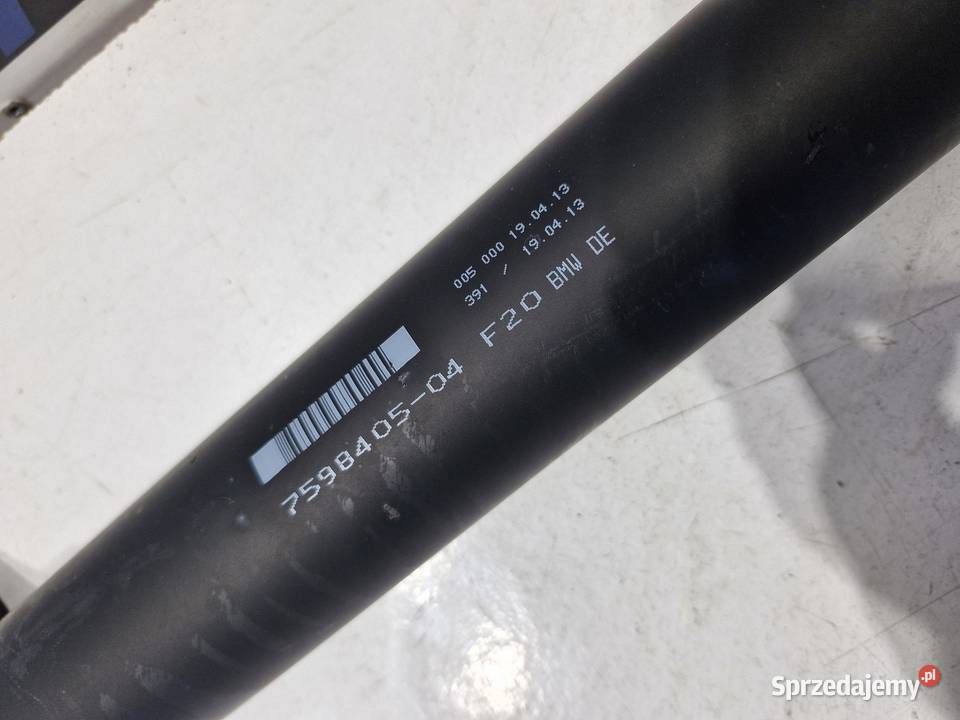 005 000 19.04.13
391 / 19.04.13
7598405-04 F20 BMW DE
Sprzedajemy.pl